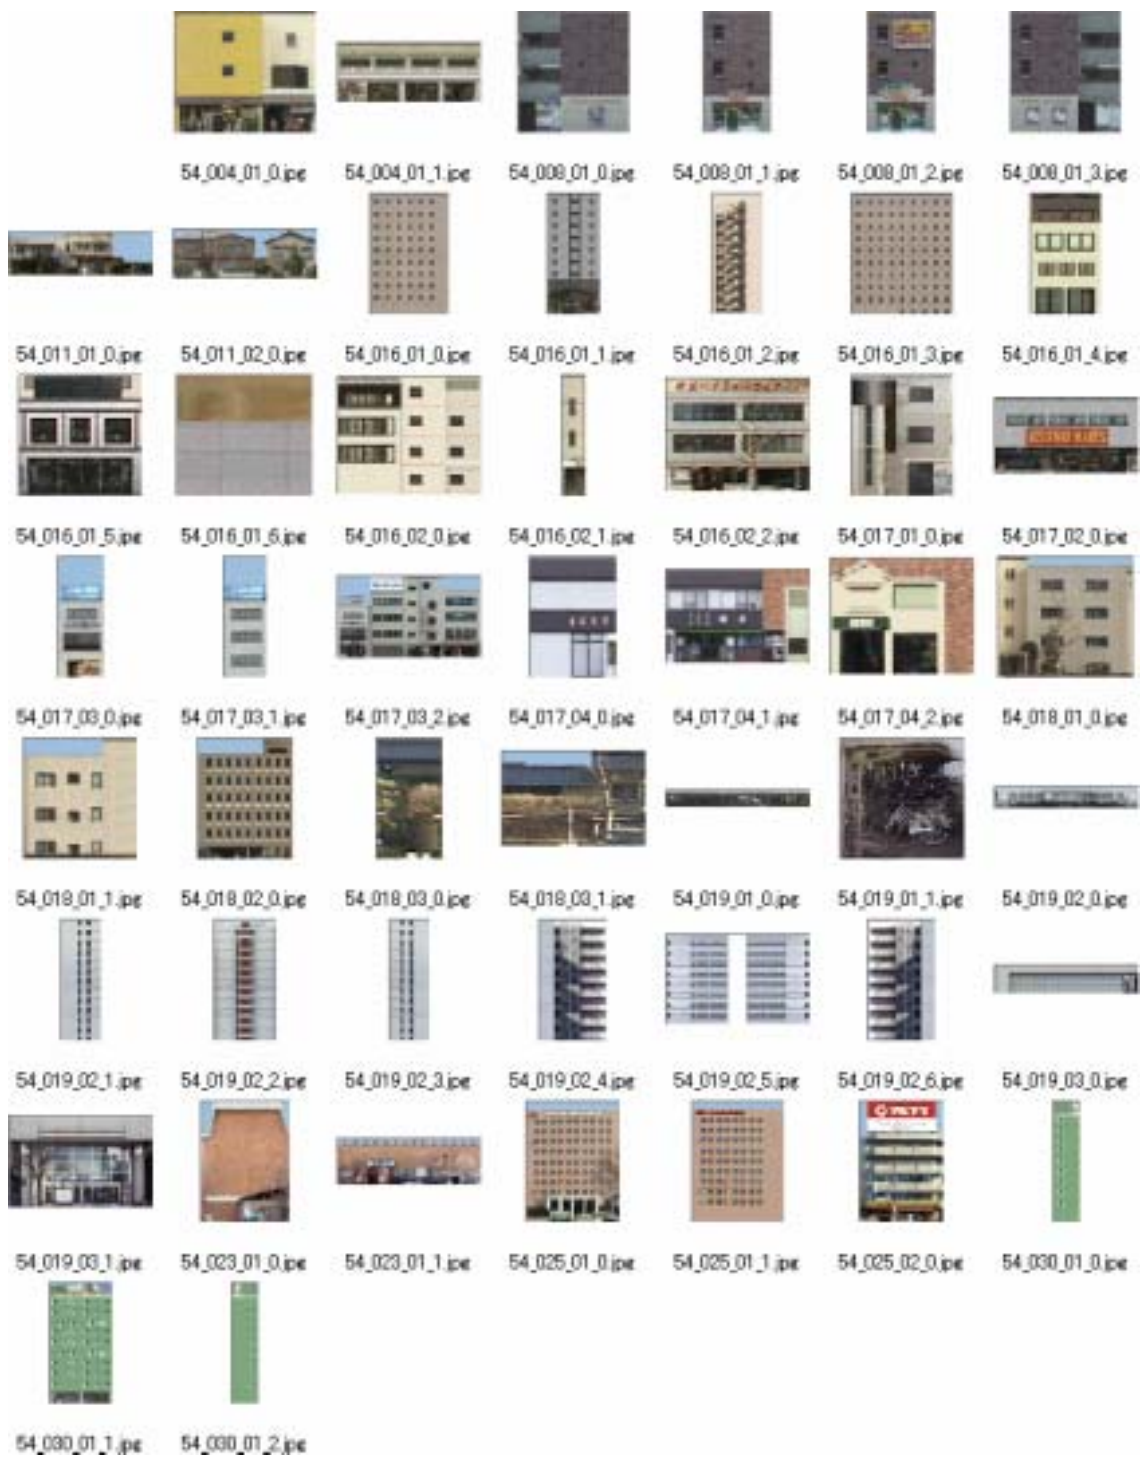 54_004_01_0.jpg 54_004_01_1.jpg 54_008_01_0.jpg 54_008_01_1.jpg 54_008_01_2.jpg 54_008_01_3.jpg
54_011_01_0.jpg 54_011_02_0.jpg 54_016_01_0.jpg 54_016_01_1.jpg 54_016_01_2.jpg 54_016_01_3.jpg 54_016_01_4.jpg
54_016_01_5.jpg 54_016_01_6.jpg 54_016_02_0.jpg 54_016_02_1.jpg 54_016_02_2.jpg 54_017_01_0.jpg 54_017_02_0.jpg
54_017_03_0.jpg 54_017_03_1.jpg 54_017_03_2.jpg 54_017_04_0.jpg 54_017_04_1.jpg 54_017_04_2.jpg 54_018_01_0.jpg
54_018_01_1.jpg 54_018_02_0.jpg 54_018_03_0.jpg 54_018_03_1.jpg 54_019_01_0.jpg 54_019_01_1.jpg 54_019_02_0.jpg
54_019_02_1.jpg 54_019_02_2.jpg 54_019_02_3.jpg 54_019_02_4.jpg 54_019_02_5.jpg 54_019_02_6.jpg 54_019_03_0.jpg
54_019_03_1.jpg 54_023_01_0.jpg 54_023_01_1.jpg 54_025_01_0.jpg 54_025_01_1.jpg 54_025_02_0.jpg 54_030_01_0.jpg
54_030_01_1.jpg 54_030_01_2.jpg